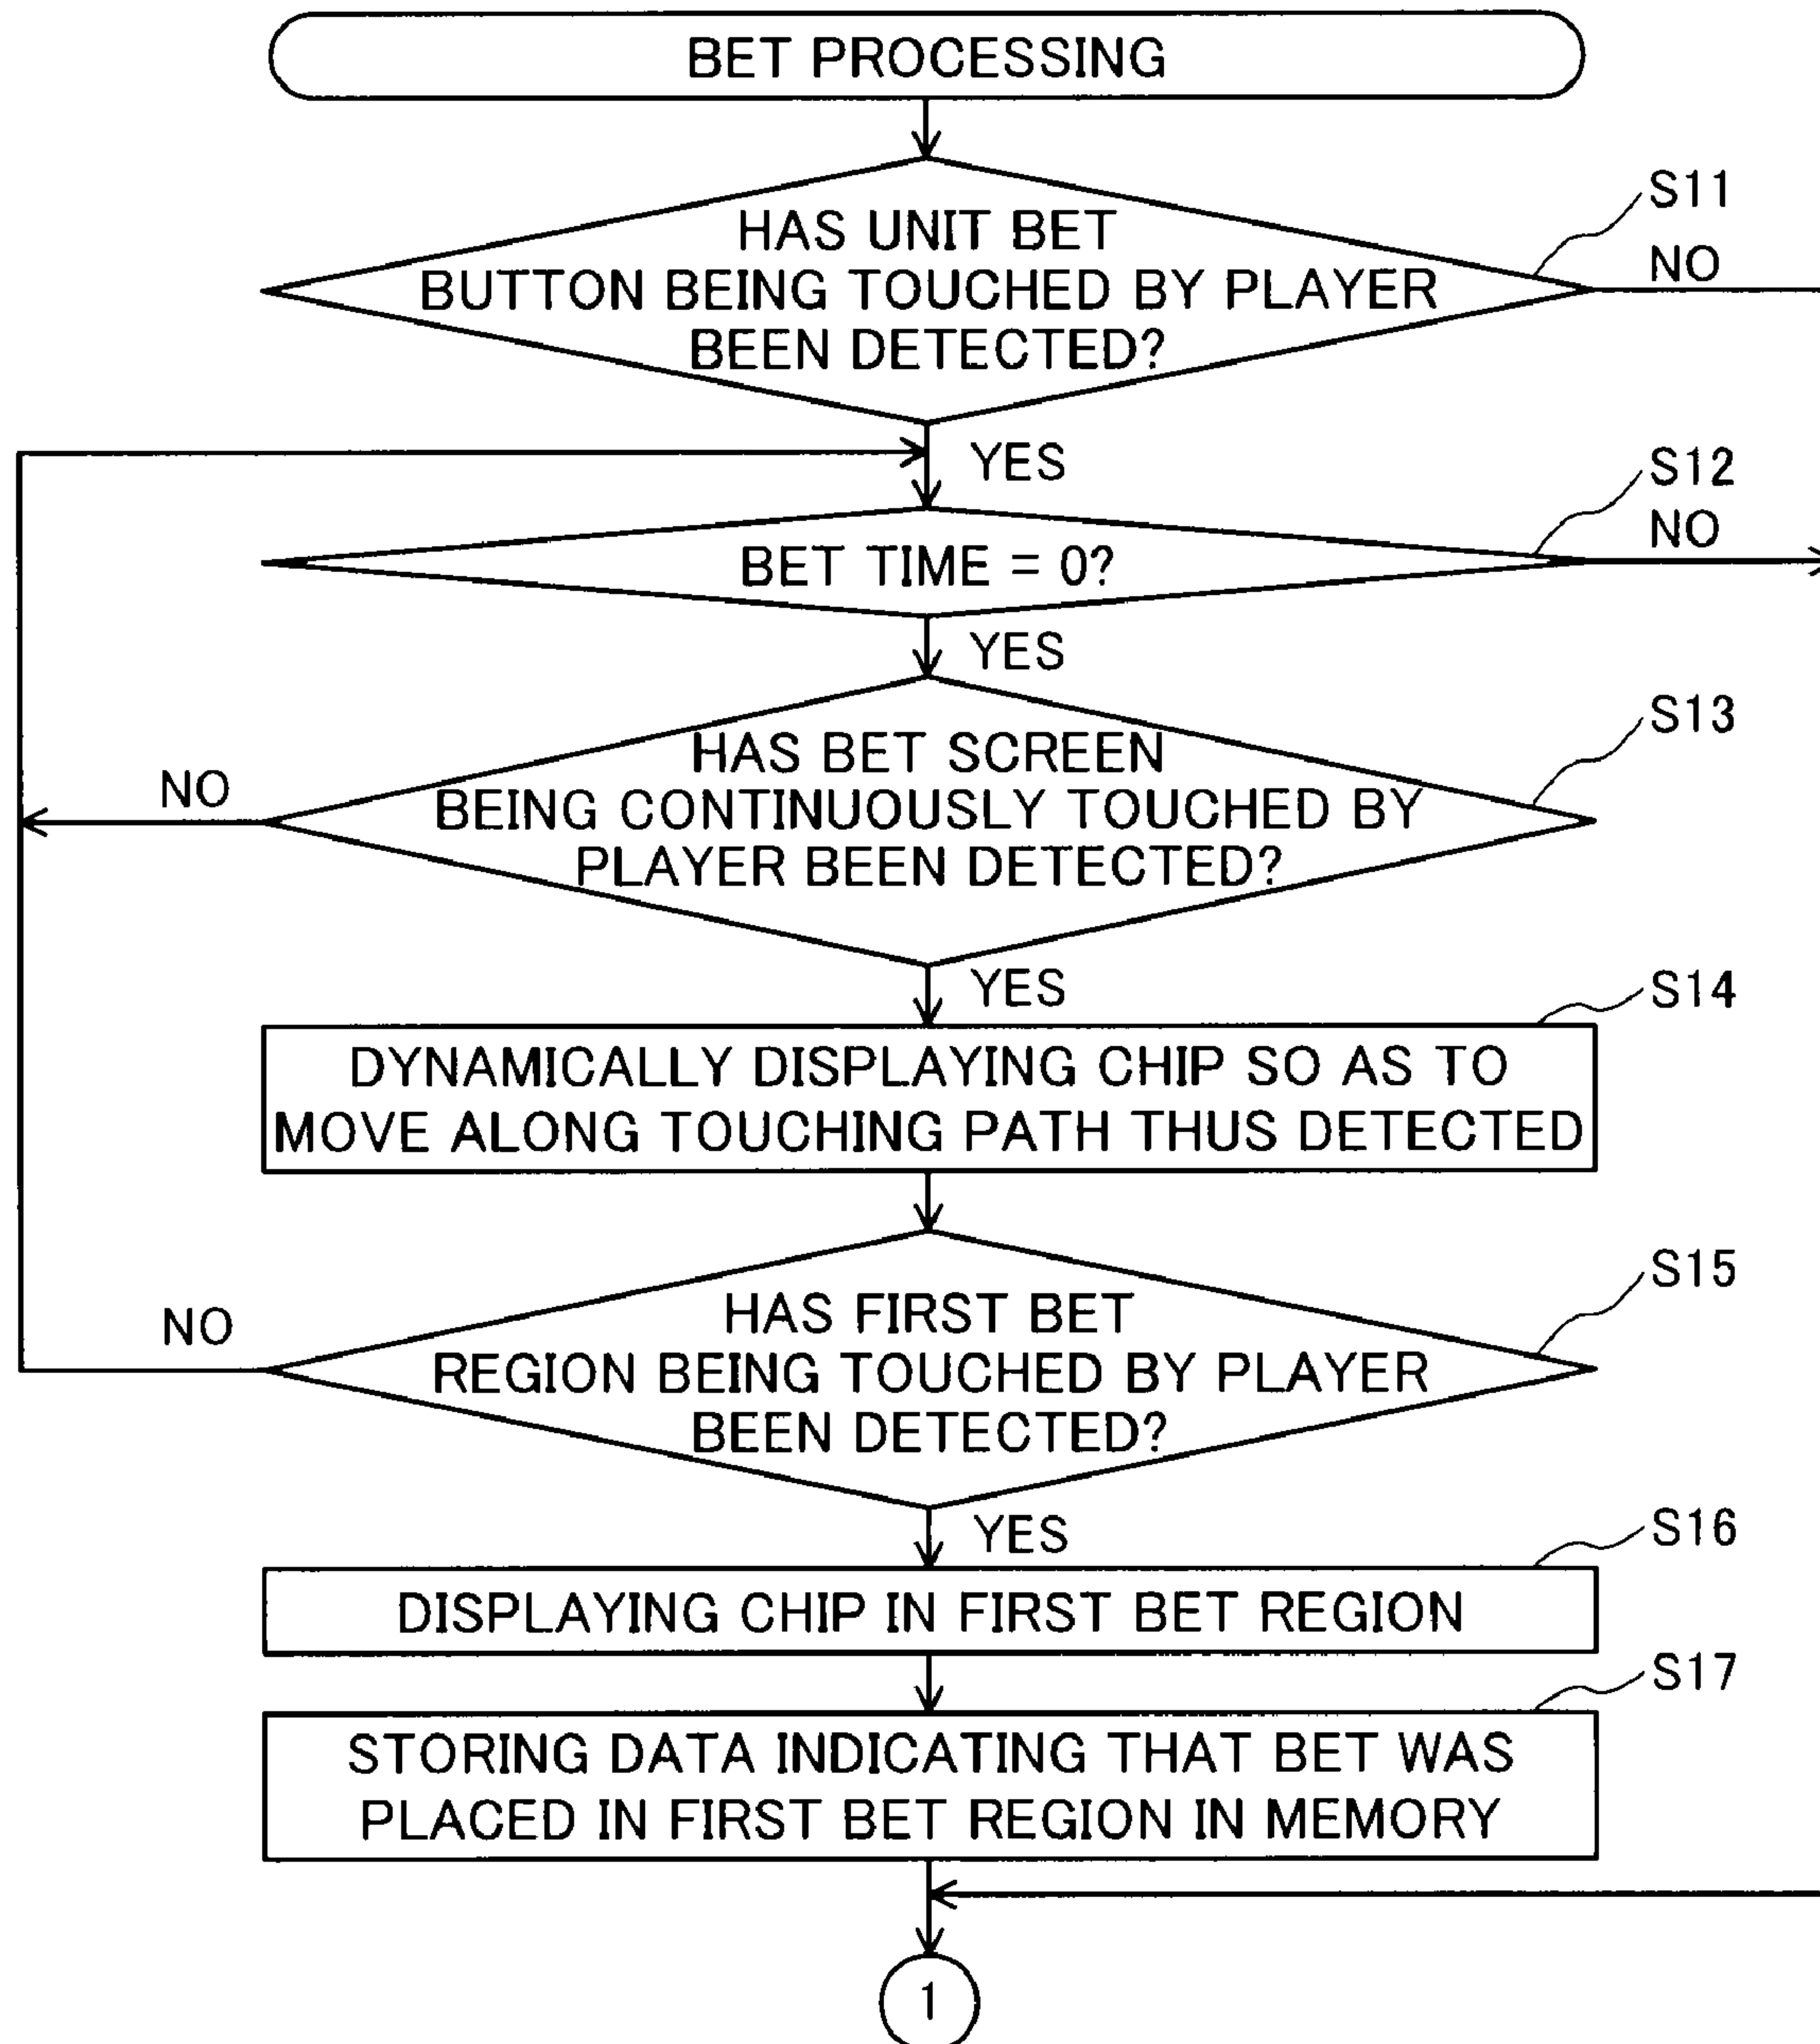 BET PROCESSING
S11
HAS UNIT BET
NO
BUTTON BEING TOUCHED BY PLAYER
BEEN DETECTED?
YES
S12
NO
BET TIME = 0?
YES
S13
HAS BET SCREEN
NO
BEING CONTINUOUSLY TOUCHED BY
PLAYER BEEN DETECTED?
YES
S14
DYNAMICALLY DISPLAYING CHIP SO AS TO
MOVE ALONG TOUCHING PATH THUS DETECTED
S15
HAS FIRST BET
NO
REGION BEING TOUCHED BY PLAYER
BEEN DETECTED?
YES
S16
DISPLAYING CHIP IN FIRST BET REGION
S17
STORING DATA INDICATING THAT BET WAS
PLACED IN FIRST BET REGION IN MEMORY
1